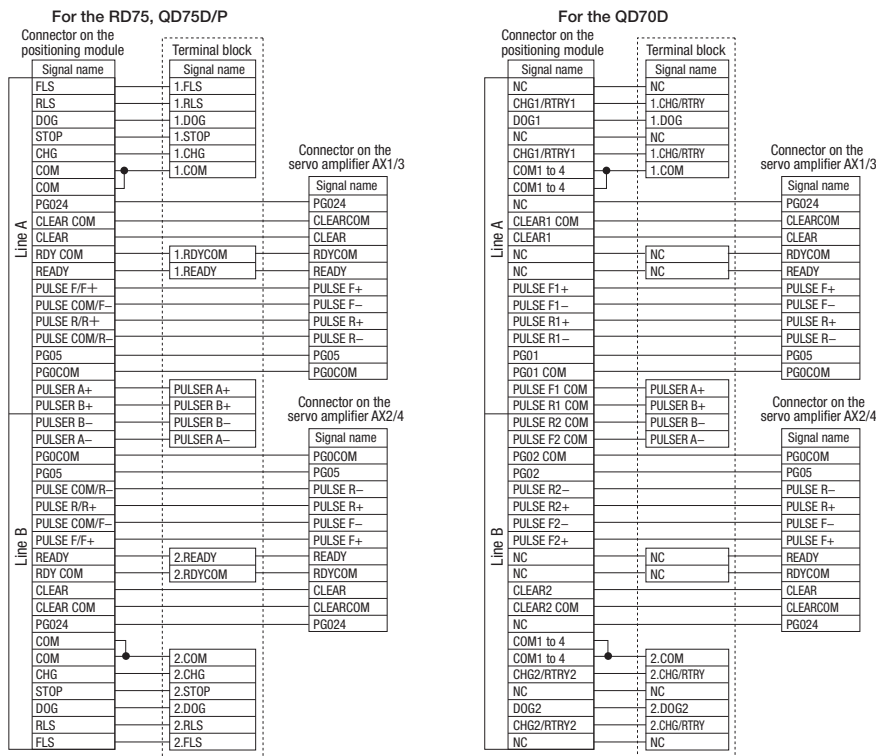 For the RD75, QD75D/P
Connector on the
positioning module
Terminal block
Signal name
Signal name
FLS
1.FLS
RLS
1.RLS
DOG
1.DOG
STOP
1.STOP
CHG
1.CHG
COM
1.COM
COM
Connector on the
servo amplifier AX1/3
Signal name
PG024
PG024
CLEAR COM
CLEARCOM
CLEAR
CLEAR
Line A
RDY COM
1.RDYCOM
RDYCOM
READY
1.READY
READY
PULSE F/F+
PULSE F+
PULSE COM/F−
PULSE F−
PULSE R/R+
PULSE R+
PULSE COM/R−
PULSE R−
PG05
PG05
PG0COM
PG0COM
PULSER A+
PULSER A+
PULSER B+
PULSER B+
PULSER B−
PULSER B−
PULSER A−
PULSER A−
Connector on the
servo amplifier AX2/4
Signal name
PG0COM
PG0COM
PG05
PG05
PULSE COM/R−
PULSE R−
PULSE R/R+
PULSE R+
PULSE COM/F−
PULSE F−
PULSE F/F+
PULSE F+
Line B
READY
2.READY
READY
RDY COM
2.RDYCOM
RDYCOM
CLEAR
CLEAR
CLEAR COM
CLEARCOM
PG024
PG024
COM
COM
2.COM
CHG
2.CHG
STOP
2.STOP
DOG
2.DOG
RLS
2.RLS
FLS
2.FLS
For the QD70D
Connector on the
positioning module
Terminal block
Signal name
Signal name
NC
NC
CHG1/RTRY1
1.CHG/RTRY
DOG1
1.DOG
NC
NC
CHG1/RTRY1
1.CHG/RTRY
COM1 to 4
1.COM
COM1 to 4
Connector on the
servo amplifier AX1/3
Signal name
NC
PG024
CLEAR1 COM
CLEARCOM
CLEAR1
CLEAR
Line A
NC
NC
RDYCOM
NC
NC
READY
PULSE F1+
PULSE F+
PULSE F1−
PULSE F−
PULSE R1+
PULSE R+
PULSE R1−
PULSE R−
PG01
PG05
PG01 COM
PG0COM
PULSE F1 COM
PULSER A+
PULSE R1 COM
PULSER B+
PULSE R2 COM
PULSER B−
PULSE F2 COM
PULSER A−
Connector on the
servo amplifier AX2/4
Signal name
PG02 COM
PG0COM
PG02
PG05
PULSE R2−
PULSE R−
PULSE R2+
PULSE R+
PULSE F2−
PULSE F−
PULSE F2+
PULSE F+
Line B
NC
NC
READY
NC
NC
RDYCOM
CLEAR2
CLEAR
CLEAR2 COM
CLEARCOM
NC
PG024
COM1 to 4
COM1 to 4
2.COM
CHG2/RTRY2
2.CHG/RTRY
NC
NC
DOG2
2.DOG2
CHG2/RTRY2
2.CHG/RTRY
NC
NC